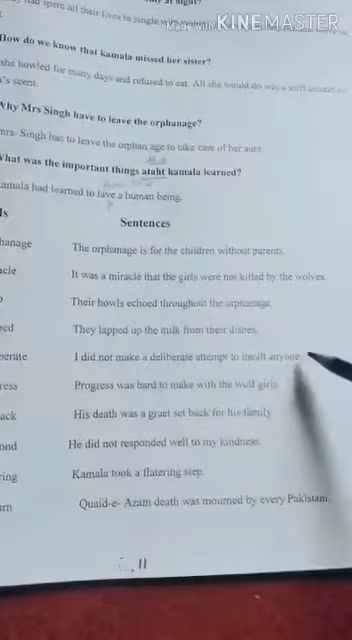 had spent all their lives in jungle with
Made With KINEMASTER
How do we know that kamala missed her sister?
she howled for many days and refused to eat. All she would do was sniff around for
's scent.
Why Mrs Singh have to leave the orphanage?
mrs. Singh has to leave the orphan age to take care of her aunt
What was the important things ataht kamala learned?
kamala had learned to lave a human being.
ls
Sentences
hanage The orphanage is for the children without parents.
acle It was a miracle that the girls were not killed by the wolves.
o Their howls echoed throughout the orphanage.
ped They lapped up the milk from their dishes.
berate I did not make a deliberate attempt to insult anyone
ress Progress was hard to make with the wolf girls
ack His death was a graet set back for his family
ond He did not responded well to my kindness.
ring Kamala took a flatering step.
urn Quaid-e- Azam death was mourned by every Pakistani.
11